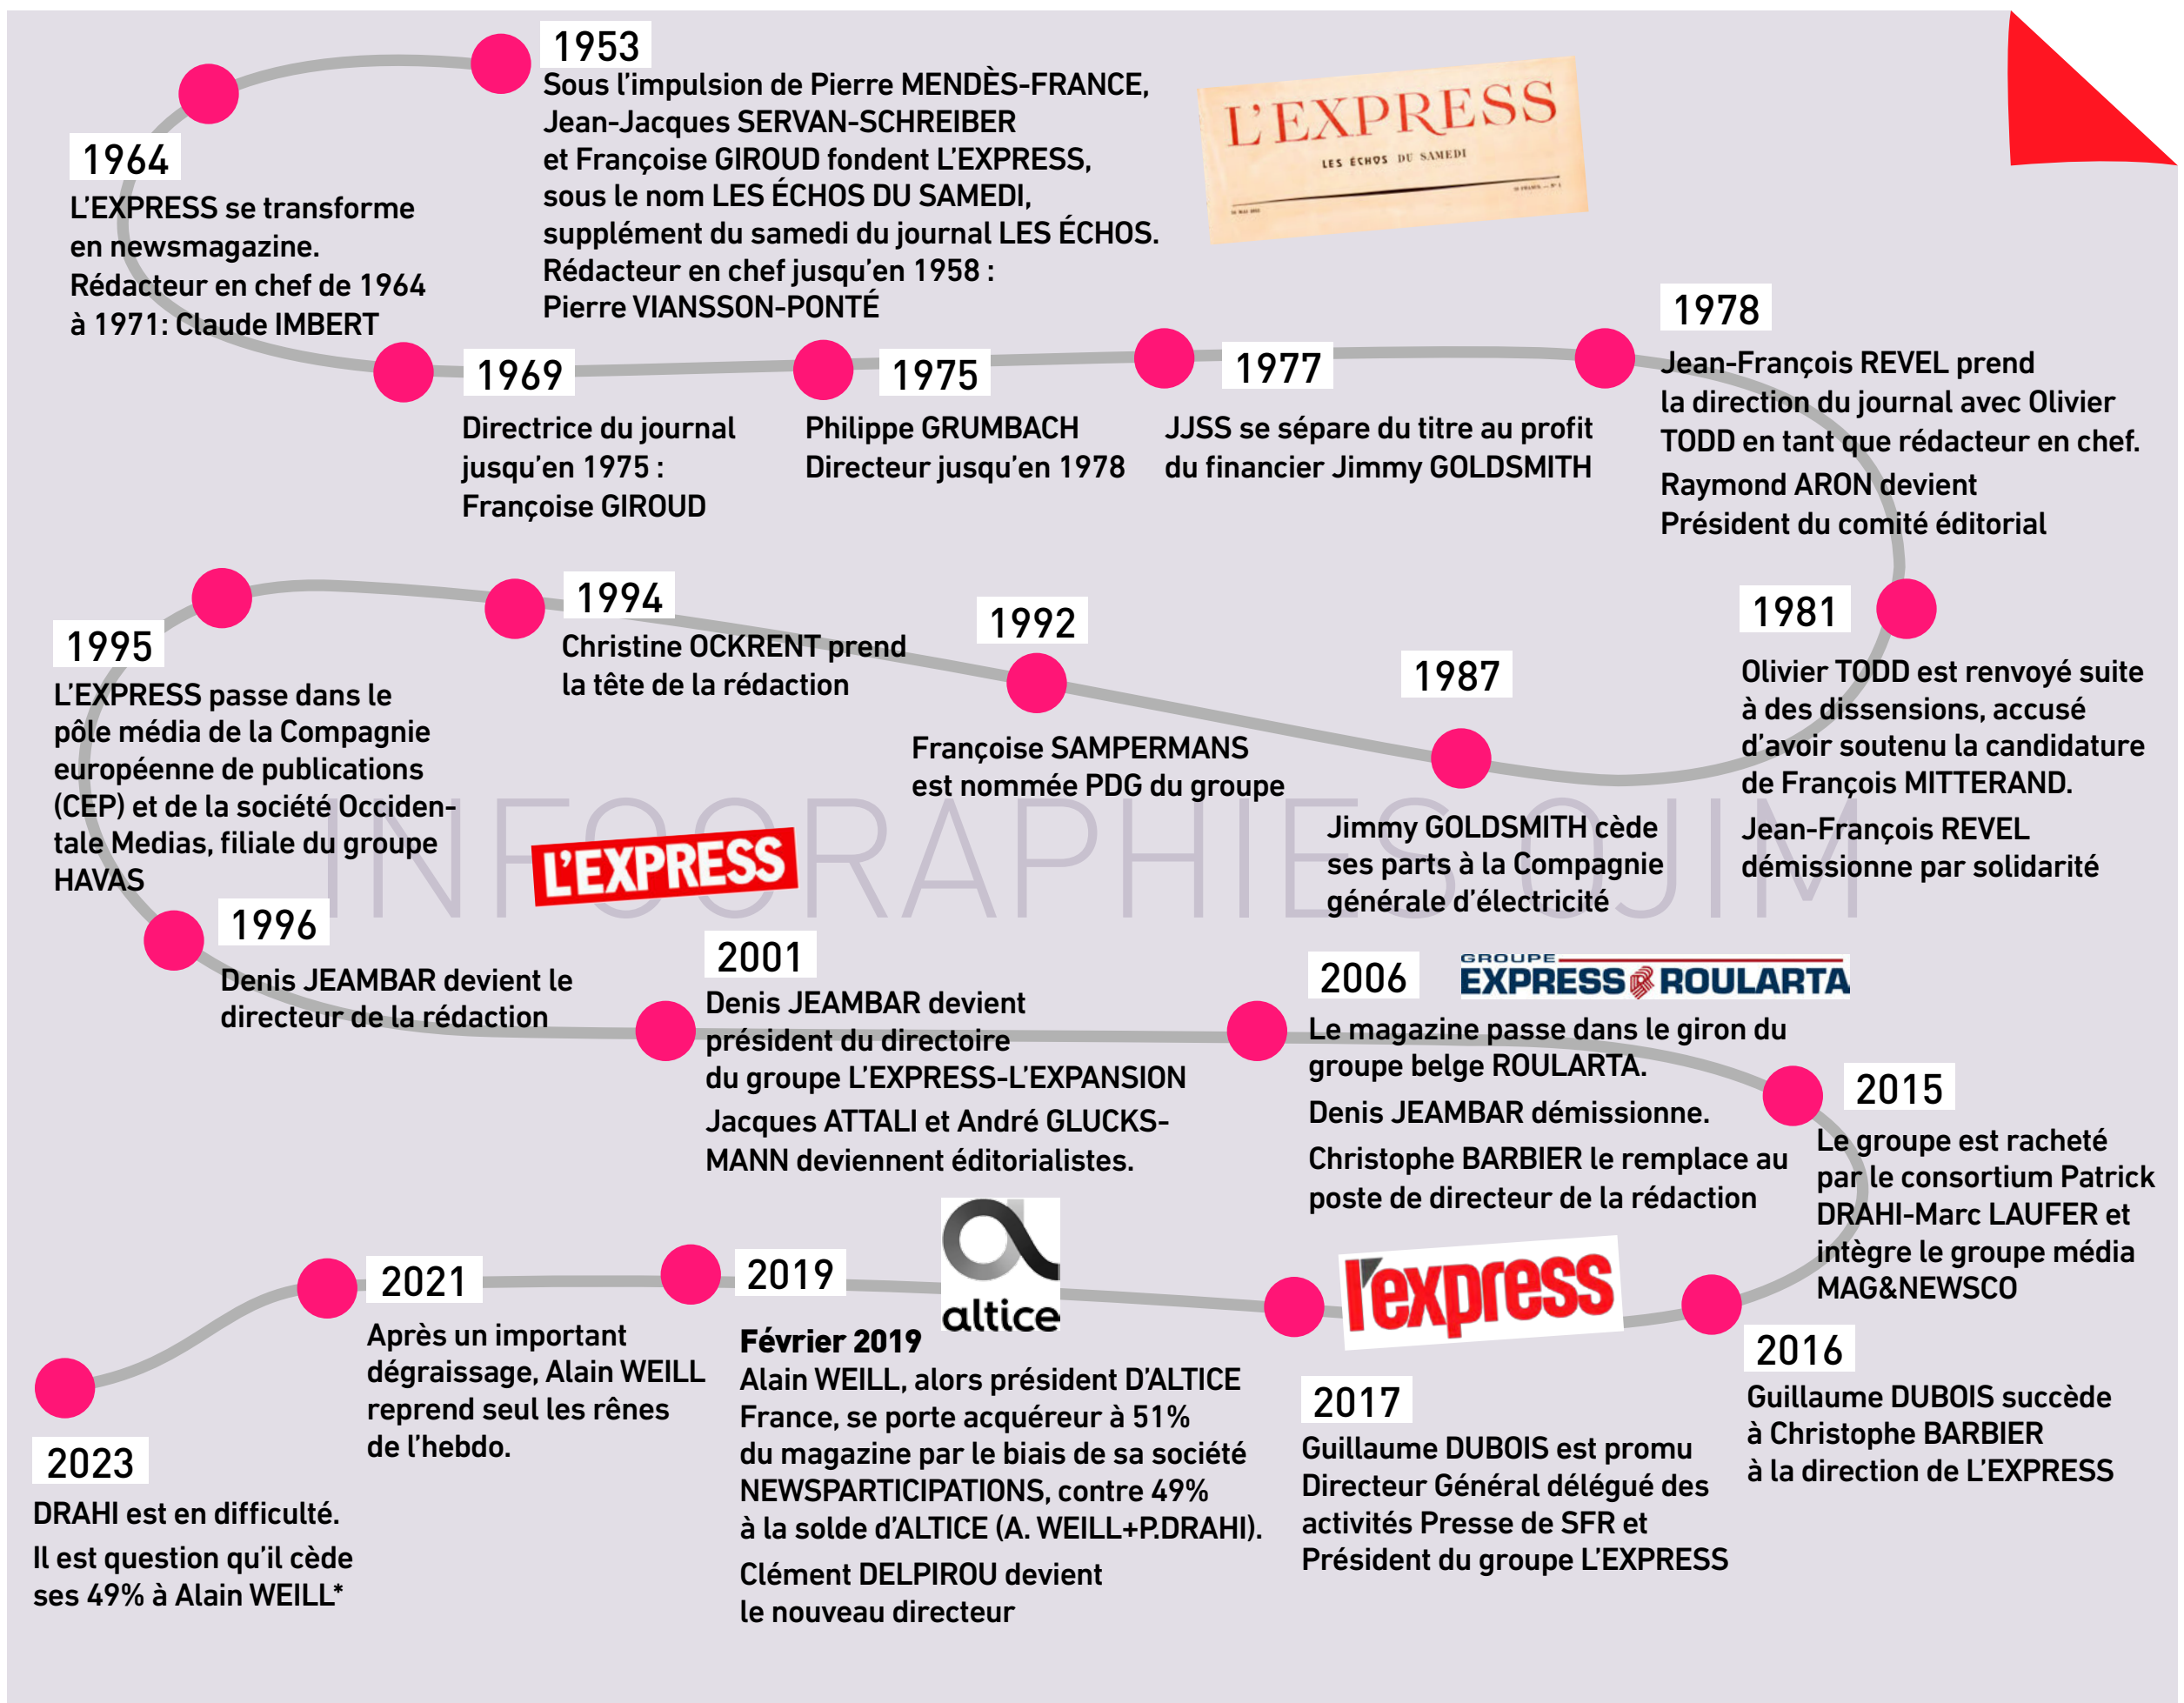 1953
Sous l'impulsion de Pierre MENDÈS-FRANCE,
Jean-Jacques SERVAN-SCHREIBER
et Françoise GIROUD fondent L'EXPRESS,
sous le nom LES ÉCHOS DU SAMEDI,
supplément du samedi du journal LES ÉCHOS.
Rédacteur en chef jusqu'en 1958 :
Pierre VIANSSON-PONTÉ
L'EXPRESS
LES ÉCHOS DU SAMEDI
1964
L'EXPRESS se transforme
en newsmagazine.
Rédacteur en chef de 1964
à 1971: Claude IMBERT
1969
Directrice du journal
jusqu'en 1975 :
Françoise GIROUD
1975
Philippe GRUMBACH
Directeur jusqu'en 1978
1977
JJSS se sépare du titre au profit
du financier Jimmy GOLDSMITH
1978
Jean-François REVEL prend
la direction du journal avec Olivier
TODD en tant que rédacteur en chef.
Raymond ARON devient
Président du comité éditorial
1981
Olivier TODD est renvoyé suite
à des dissensions, accusé
d'avoir soutenu la candidature
de François MITTERAND.
Jean-François REVEL
démissionne par solidarité
1987
Jimmy GOLDSMITH cède
ses parts à la Compagnie
générale d'électricité
1992
Françoise SAMPERMANS
est nommée PDG du groupe
1994
Christine OCKRENT prend
la tête de la rédaction
1995
L'EXPRESS passe dans le
pôle média de la Compagnie
européenne de publications
(CEP) et de la société Occiden-
tale Medias, filiale du groupe
HAVAS
INFOGRAPHIES OJIM
L'EXPRESS
1996
Denis JEAMBAR devient le
directeur de la rédaction
2001
Denis JEAMBAR devient
président du directoire
du groupe L'EXPRESS-L'EXPANSION
Jacques ATTALI et André GLUCKS-
MANN deviennent éditorialistes.
2006
GROUPE
EXPRESS ROULARTA
Le magazine passe dans le giron du
groupe belge ROULARTA.
Denis JEAMBAR démissionne.
Christophe BARBIER le remplace au
poste de directeur de la rédaction
2015
Le groupe est racheté
par le consortium Patrick
DRAHI-Marc LAUFER et
intègre le groupe média
MAG&NEWSCO
2016
Guillaume DUBOIS succède
à Christophe BARBIER
à la direction de L'EXPRESS
l'express
2017
Guillaume DUBOIS est promu
Directeur Général délégué des
activités Presse de SFR et
Président du groupe L'EXPRESS
altice
2019
Février 2019
Alain WEILL, alors président D'ALTICE
France, se porte acquéreur à 51%
du magazine par le biais de sa société
NEWSPARTICIPATIONS, contre 49%
à la solde d'ALTICE (A. WEILL+P.DRAHI).
Clément DELPIROU devient
le nouveau directeur
2021
Après un important
dégraissage, Alain WEILL
reprend seul les rênes
de l'hebdo.
2023
DRAHI est en difficulté.
Il est question qu'il cède
ses 49% à Alain WEILL*